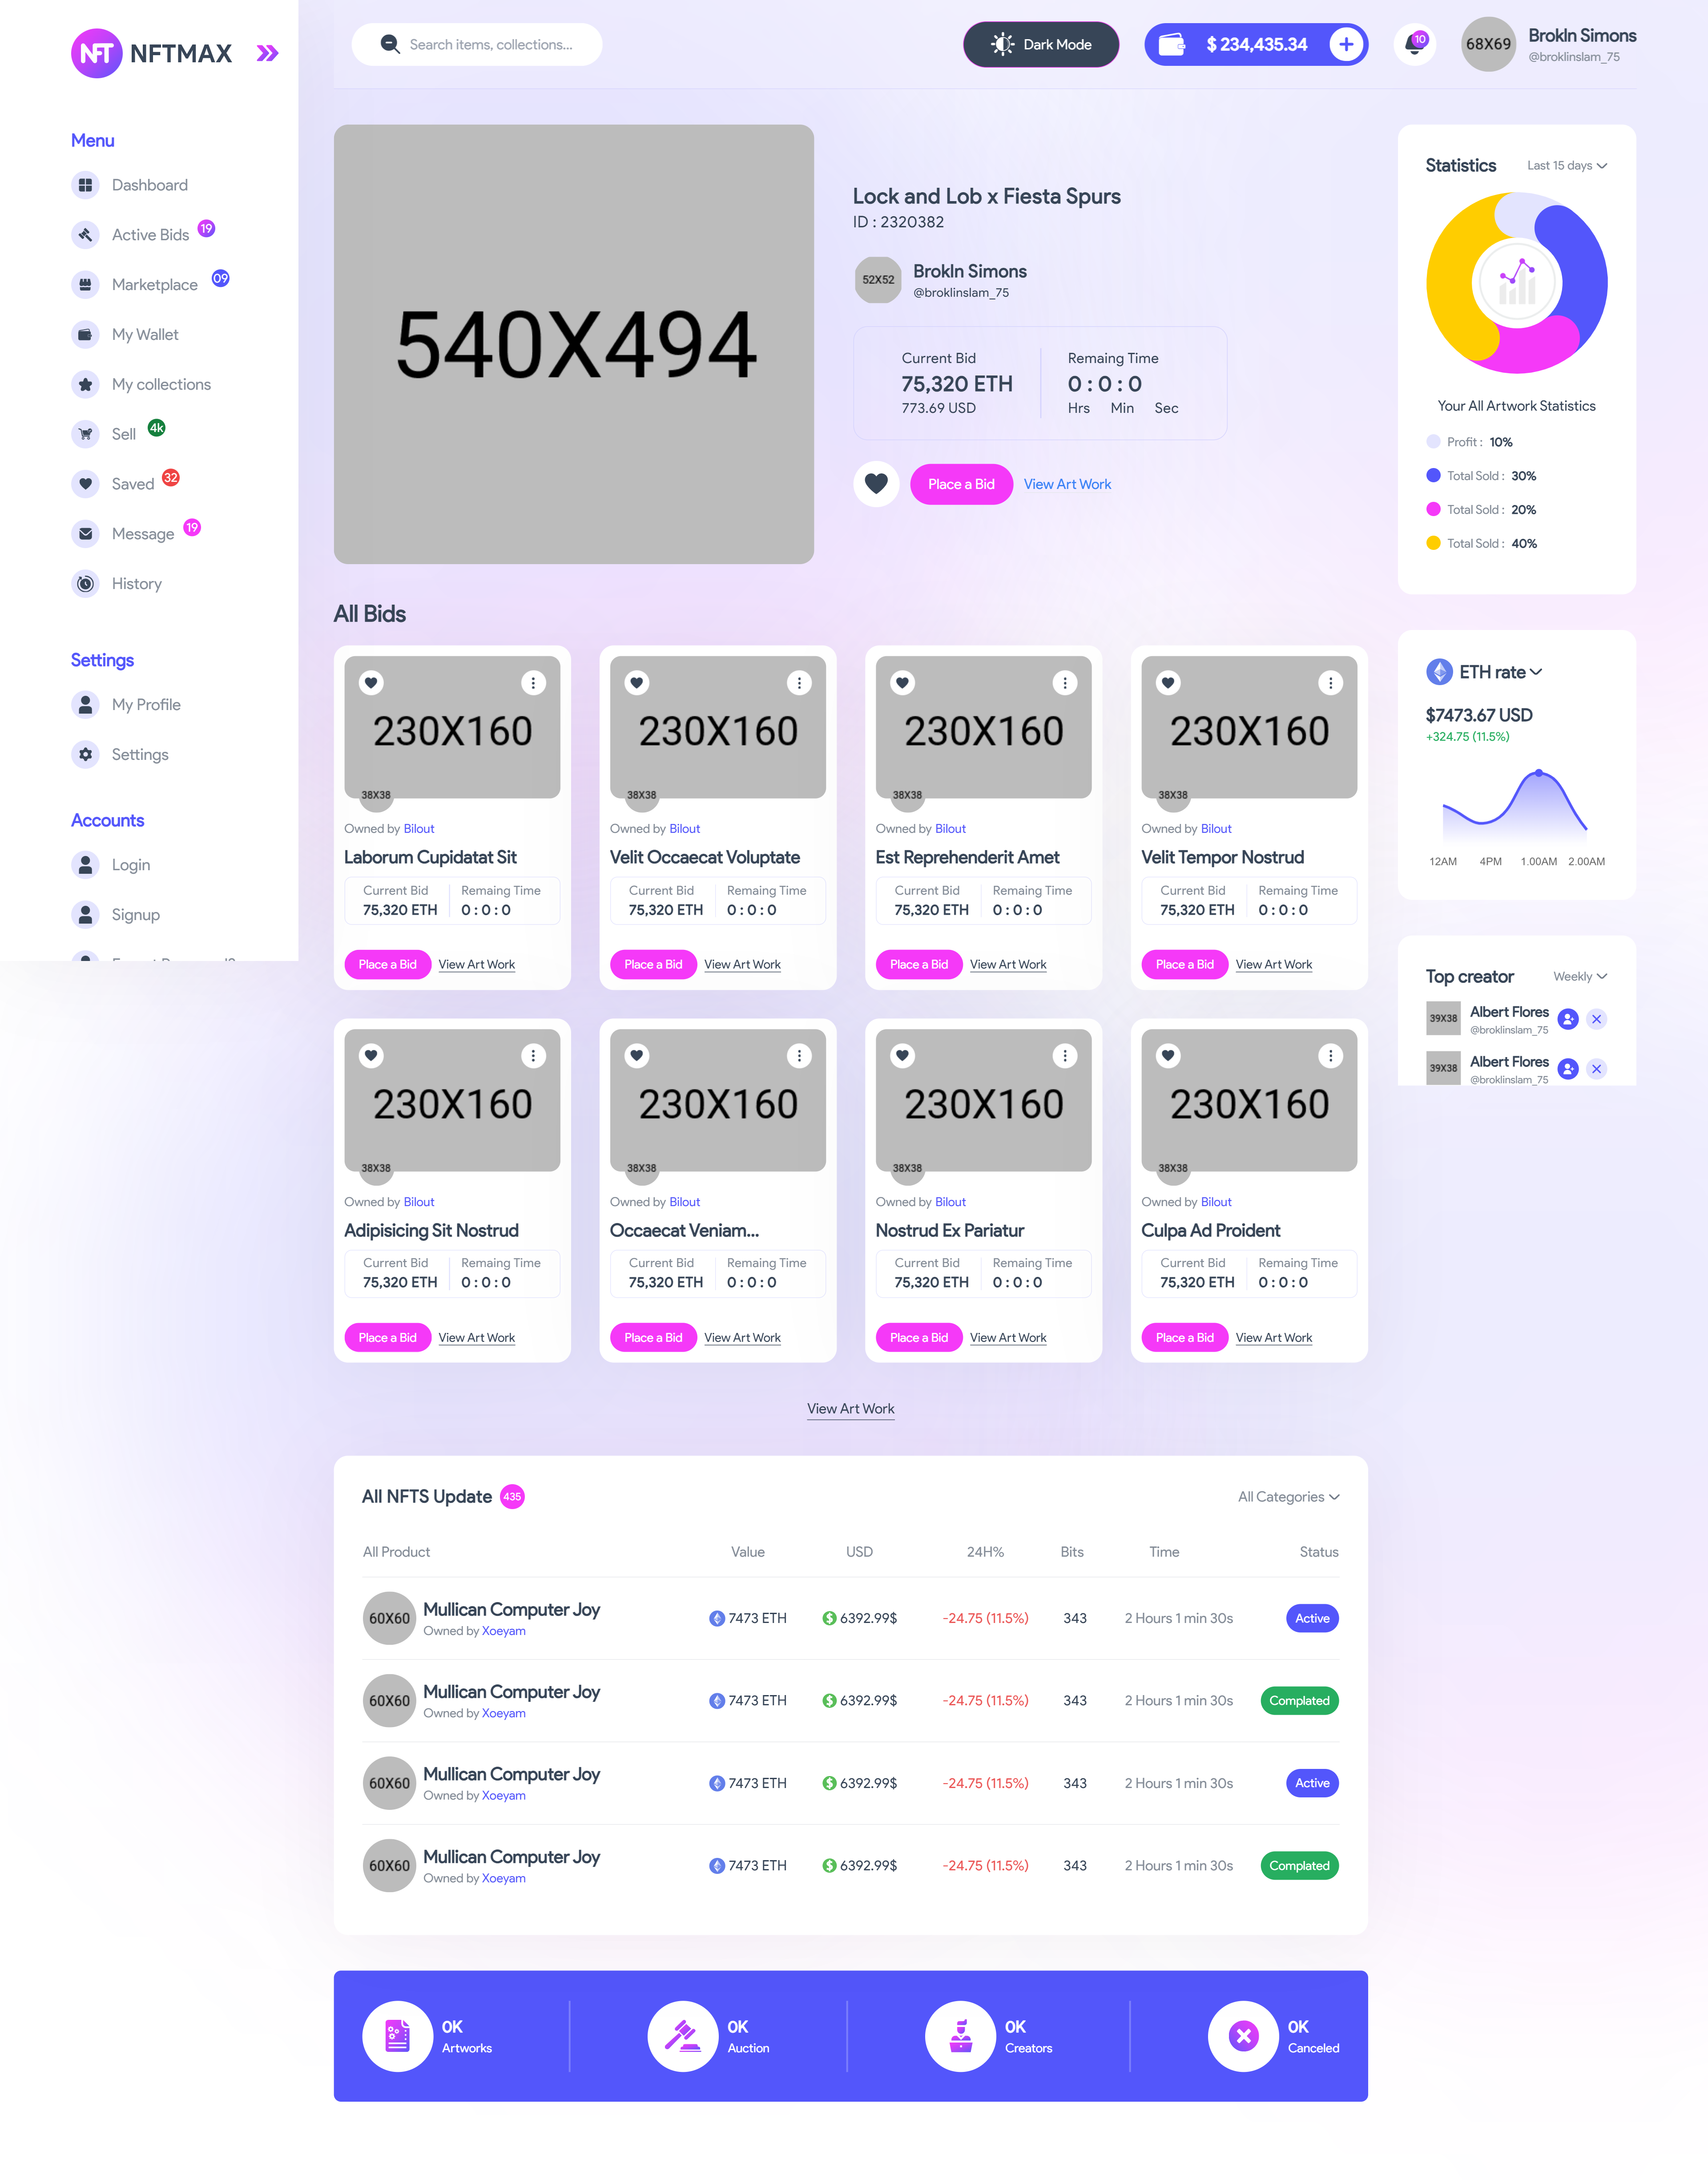 NFT NFTMAX
Search items, collections...
Dark Mode
$ 234,435.34
10
68X69
Brokln Simons
@broklinslam_75
Menu
Dashboard
Active Bids 19
Marketplace 09
My Wallet
My collections
Sell 4k
Saved 32
Message 19
History
Settings
My Profile
Settings
Accounts
Login
Signup
540X494
Lock and Lob x Fiesta Spurs
ID : 2320382
52X52
Brokln Simons
@broklinslam_75
Current Bid
75,320 ETH
773.69 USD
Remaing Time
0 : 0 : 0
Hrs Min Sec
Place a Bid View Art Work
Statistics Last 15 days
Your All Artwork Statistics
Profit : 10%
Total Sold : 30%
Total Sold : 20%
Total Sold : 40%
ETH rate
$7473.67 USD
+324.75 (11.5%)
12AM 4PM 1.00AM 2.00AM
Top creator Weekly
39X38
Albert Flores
@broklinslam_75
39X38
Albert Flores
@broklinslam_75
All Bids
230X160
38X38
Owned by Bilout
Laborum Cupidatat Sit
Current Bid Remaing Time
75,320 ETH 0 : 0 : 0
Place a Bid View Art Work
230X160
38X38
Owned by Bilout
Velit Occaecat Voluptate
Current Bid Remaing Time
75,320 ETH 0 : 0 : 0
Place a Bid View Art Work
230X160
38X38
Owned by Bilout
Est Reprehenderit Amet
Current Bid Remaing Time
75,320 ETH 0 : 0 : 0
Place a Bid View Art Work
230X160
38X38
Owned by Bilout
Velit Tempor Nostrud
Current Bid Remaing Time
75,320 ETH 0 : 0 : 0
Place a Bid View Art Work
230X160
38X38
Owned by Bilout
Adipisicing Sit Nostrud
Current Bid Remaing Time
75,320 ETH 0 : 0 : 0
Place a Bid View Art Work
230X160
38X38
Owned by Bilout
Occaecat Veniam...
Current Bid Remaing Time
75,320 ETH 0 : 0 : 0
Place a Bid View Art Work
230X160
38X38
Owned by Bilout
Nostrud Ex Pariatur
Current Bid Remaing Time
75,320 ETH 0 : 0 : 0
Place a Bid View Art Work
230X160
38X38
Owned by Bilout
Culpa Ad Proident
Current Bid Remaing Time
75,320 ETH 0 : 0 : 0
Place a Bid View Art Work
View Art Work
All NFTS Update 435 All Categories
All Product Value USD 24H% Bits Time Status
60X60
Mullican Computer Joy
Owned by Xoeyam
7473 ETH 6392.99$ -24.75 (11.5%) 343 2 Hours 1 min 30s Active
60X60
Mullican Computer Joy
Owned by Xoeyam
7473 ETH 6392.99$ -24.75 (11.5%) 343 2 Hours 1 min 30s Complated
60X60
Mullican Computer Joy
Owned by Xoeyam
7473 ETH 6392.99$ -24.75 (11.5%) 343 2 Hours 1 min 30s Active
60X60
Mullican Computer Joy
Owned by Xoeyam
7473 ETH 6392.99$ -24.75 (11.5%) 343 2 Hours 1 min 30s Complated
0K
Artworks
0K
Auction
0K
Creators
0K
Canceled